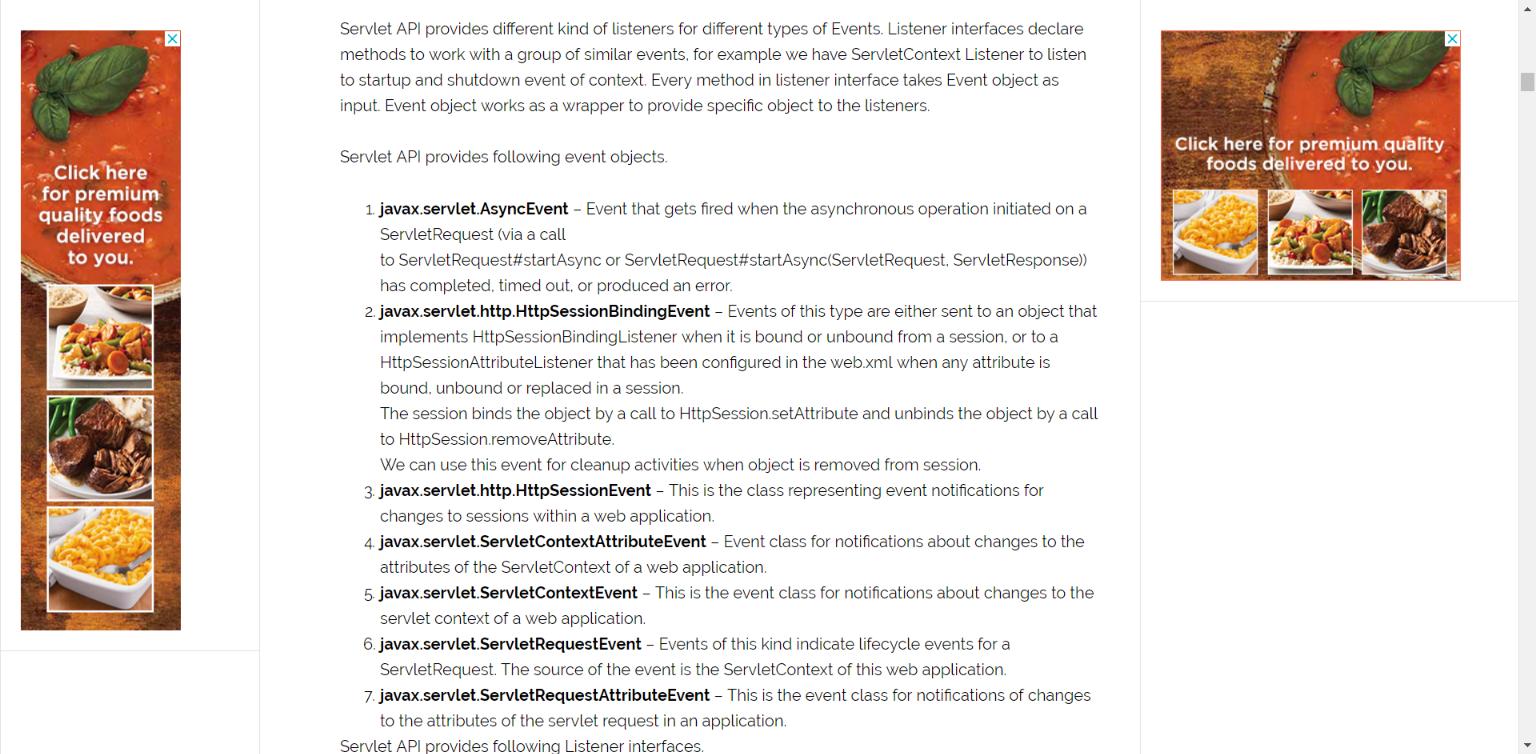 Servlet API provides different kind of listeners for different types of Events. Listener interfaces declare
methods to work with a group of similar events, for example we have ServletContext Listener to listen
to startup and shutdown event of context. Every method in listener interface takes Event object as
input. Event object works as a wrapper to provide specific object to the listeners.
Servlet API provides following event objects.
1. javax.servlet.AsyncEvent – Event that gets fired when the asynchronous operation initiated on a
ServletRequest (via a call
to ServletRequest#startAsync or ServletRequest#startAsync(ServletRequest, ServletResponse))
has completed, timed out, or produced an error.
2. javax.servlet.http.HttpSessionBindingEvent – Events of this type are either sent to an object that
implements HttpSessionBindingListener when it is bound or unbound from a session, or to a
HttpSessionAttributeListener that has been configured in the web.xml when any attribute is
bound, unbound or replaced in a session.
The session binds the object by a call to HttpSession.setAttribute and unbinds the object by a call
to HttpSession.removeAttribute.
We can use this event for cleanup activities when object is removed from session.
3. javax.servlet.http.HttpSessionEvent – This is the class representing event notifications for
changes to sessions within a web application.
4. javax.servlet.ServletContextAttributeEvent – Event class for notifications about changes to the
attributes of the ServletContext of a web application.
5. javax.servlet.ServletContextEvent – This is the event class for notifications about changes to the
servlet context of a web application.
6. javax.servlet.ServletRequestEvent – Events of this kind indicate lifecycle events for a
ServletRequest. The source of the event is the ServletContext of this web application.
7. javax.servlet.ServletRequestAttributeEvent – This is the event class for notifications of changes
to the attributes of the servlet request in an application.
Servlet API provides following Listener interfaces.
Click here
for premium
quality foods
delivered
to you.
Click here for premium quality
foods delivered to you.